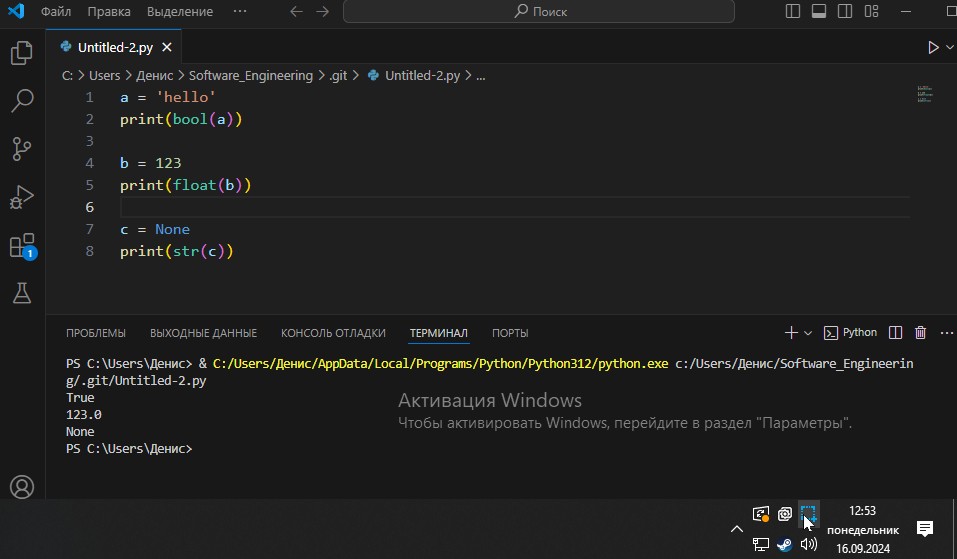 Файл Правка Выделение ··· Поиск
Untitled-2.py
C: > Users > Денис > Software_Engineering > .git > Untitled-2.py > ...
1 a = 'hello'
2 print(bool(a))
3
4 b = 123
5 print(float(b))
6
7 c = None
8 print(str(c))
1
ПРОБЛЕМЫ ВЫХОДНЫЕ ДАННЫЕ КОНСОЛЬ ОТЛАДКИ ТЕРМИНАЛ ПОРТЫ Python
PS C:\Users\Денис> & C:/Users/Денис/AppData/Local/Programs/Python/Python312/python.exe c:/Users/Денис/Software_Engineerin
g/.git/Untitled-2.py
True
123.0
None
PS C:\Users\Денис>
Активация Windows
Чтобы активировать Windows, перейдите в раздел "Параметры".
12:53
понедельник
16.09.2024